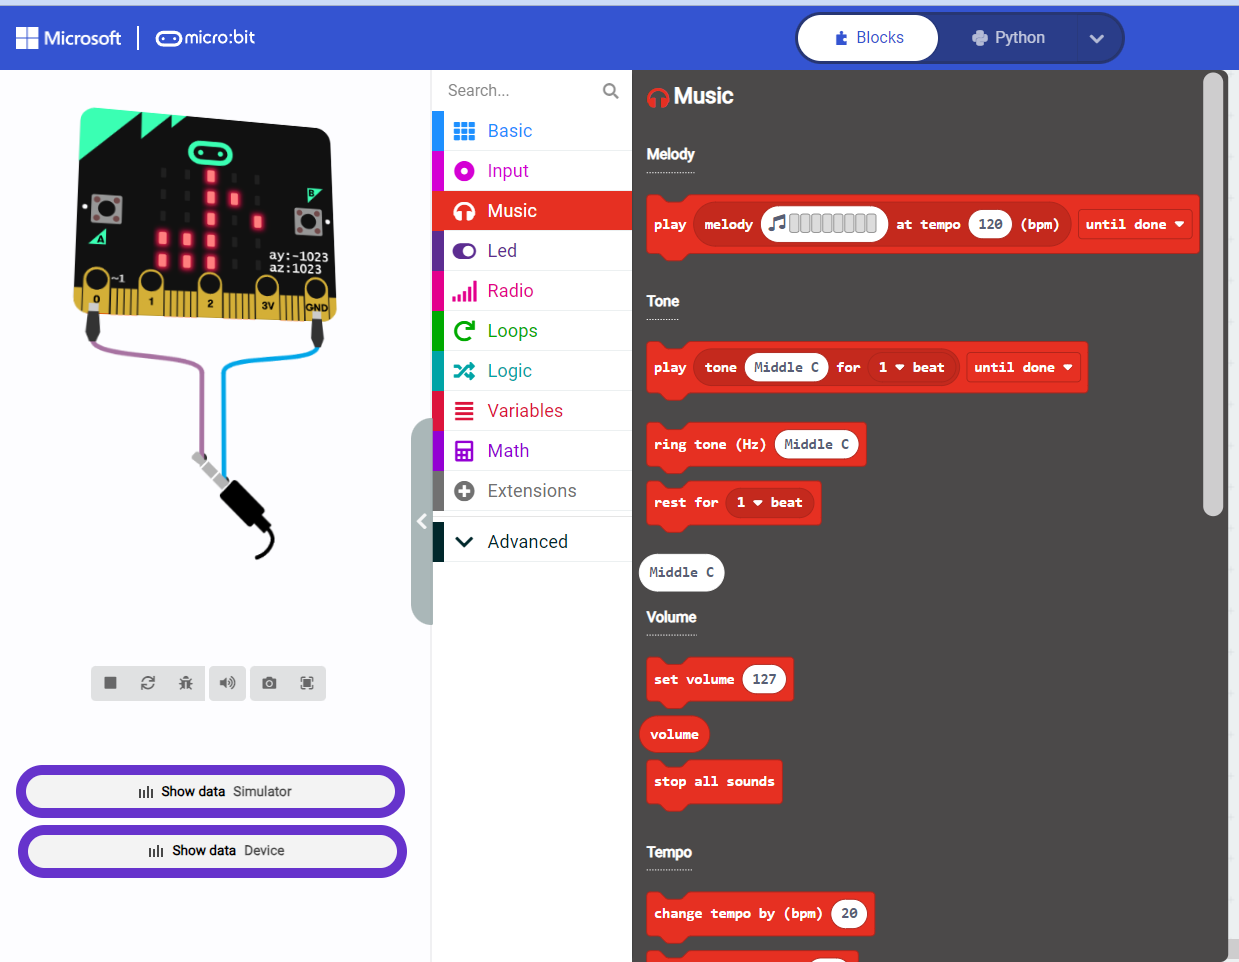 Microsoft
micro:bit
Blocks
Python
B
A
ay:-1023
az:1023
~1
0
1
2
3V
GND
Show data Simulator
Show data Device
Search...
Basic
Input
Music
Led
Radio
Loops
Logic
Variables
Math
Extensions
Advanced
Music
Melody
play melody at tempo 120 (bpm) until done
Tone
play tone Middle C for 1 beat until done
ring tone (Hz) Middle C
rest for 1 beat
Middle C
Volume
set volume 127
volume
stop all sounds
Tempo
change tempo by (bpm) 20